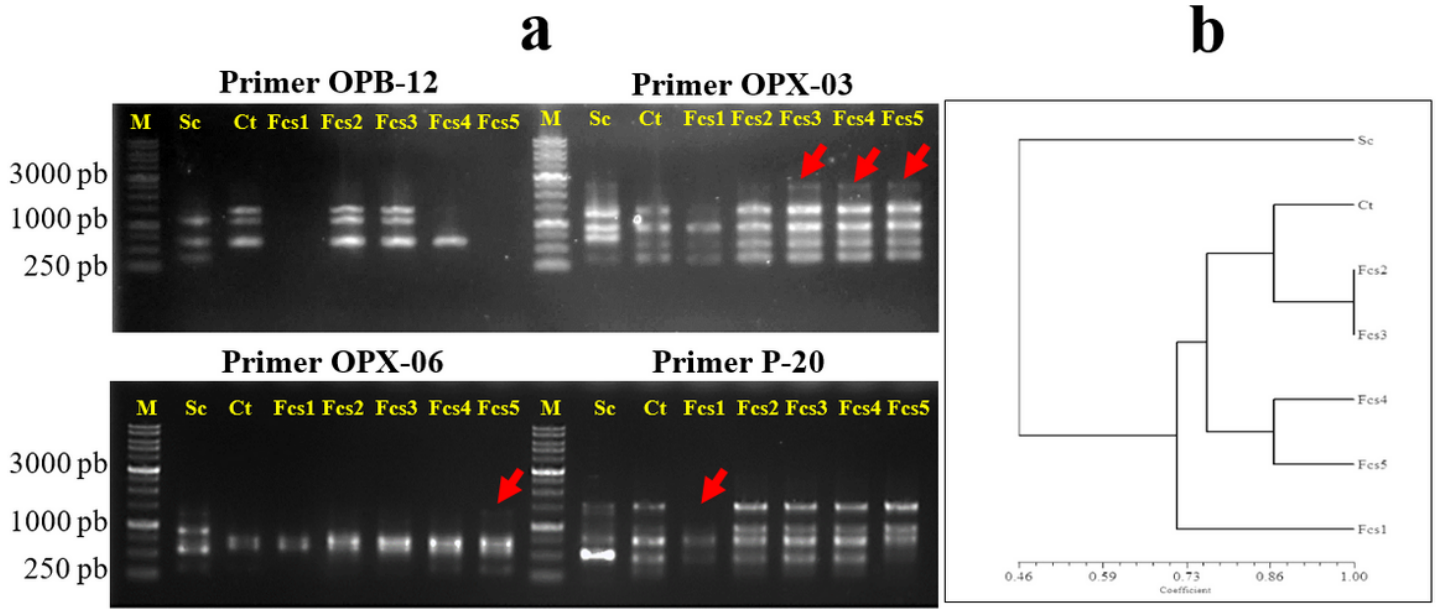 a
b
Primer OPB-12
Primer OPX-03
M Sc Ct Fcs1 Fcs2 Fcs3 Fcs4 Fcs5 M Sc Ct Fcs1 Fcs2 Fcs3 Fcs4 Fcs5
3000 pb
1000 pb
250 pb
Primer OPX-06
Primer P-20
M Sc Ct Fcs1 Fcs2 Fcs3 Fcs4 Fcs5 M Sc Ct Fcs1 Fcs2 Fcs3 Fcs4 Fcs5
3000 pb
1000 pb
250 pb
Sc
Ct
Fcs2
Fcs3
Fcs4
Fcs5
Fcs1
0.46 0.59 0.73 0.86 1.00
Coefficient